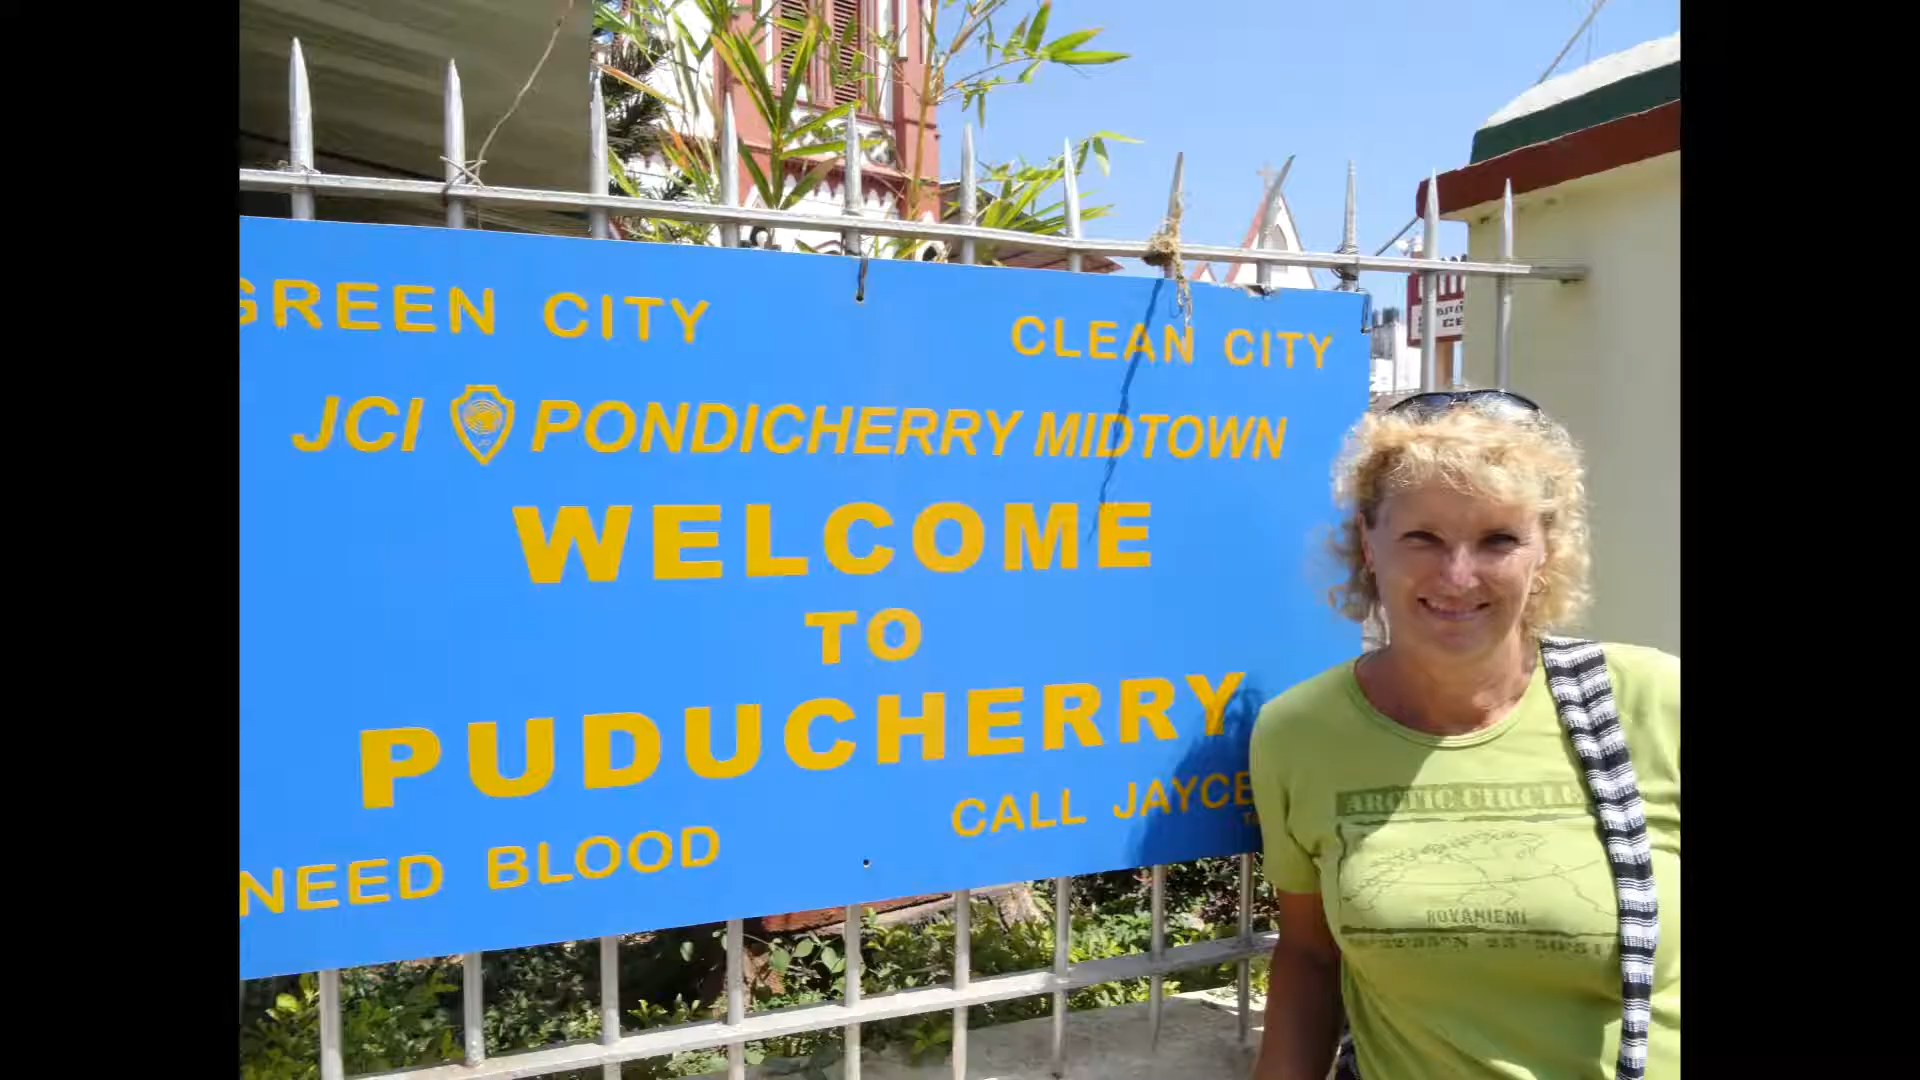 GREEN CITY CLEAN CITY
JCI PONDICHERRY MIDTOWN
WELCOME
TO
PUDUCHERRY
NEED BLOOD CALL JAYCE
ARCTIC CIRCLE
ROVANIEMI